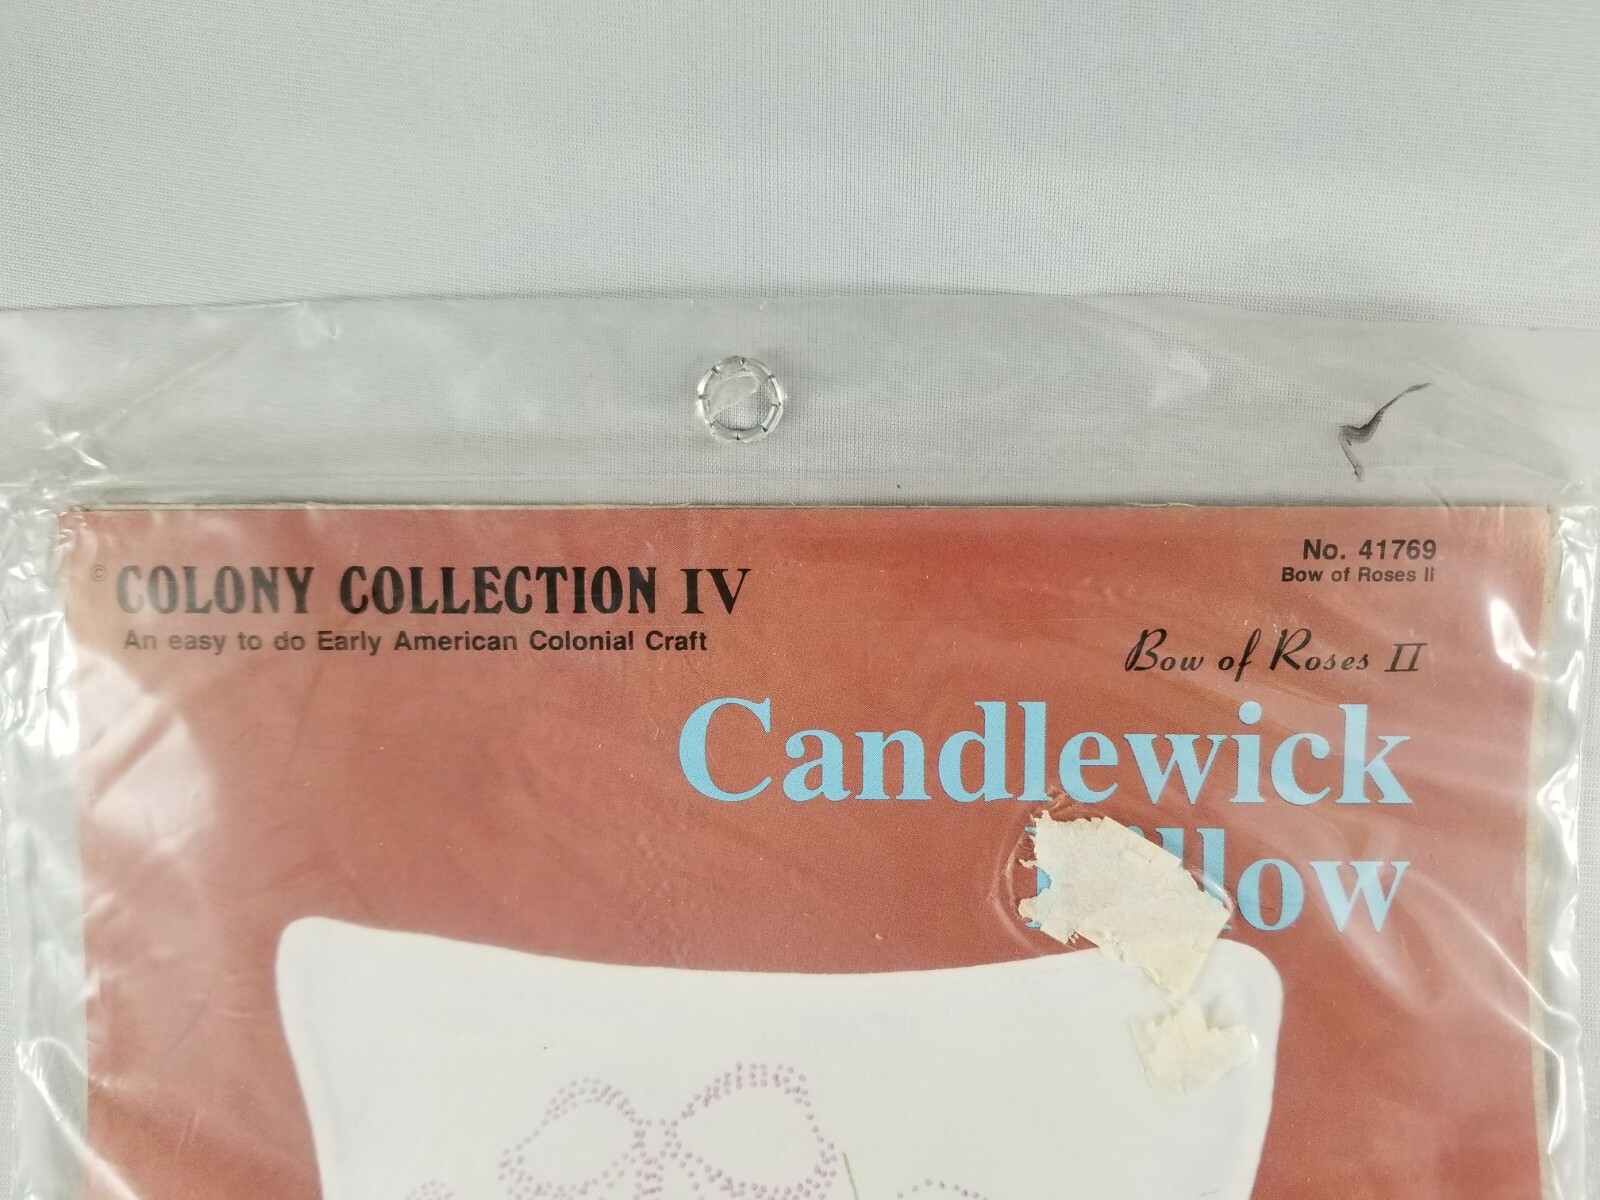 © COLONY COLLECTION IV
An easy to do Early American Colonial Craft
No. 41769
Bow of Roses II
Bow of Roses II
Candlewick
Pillow